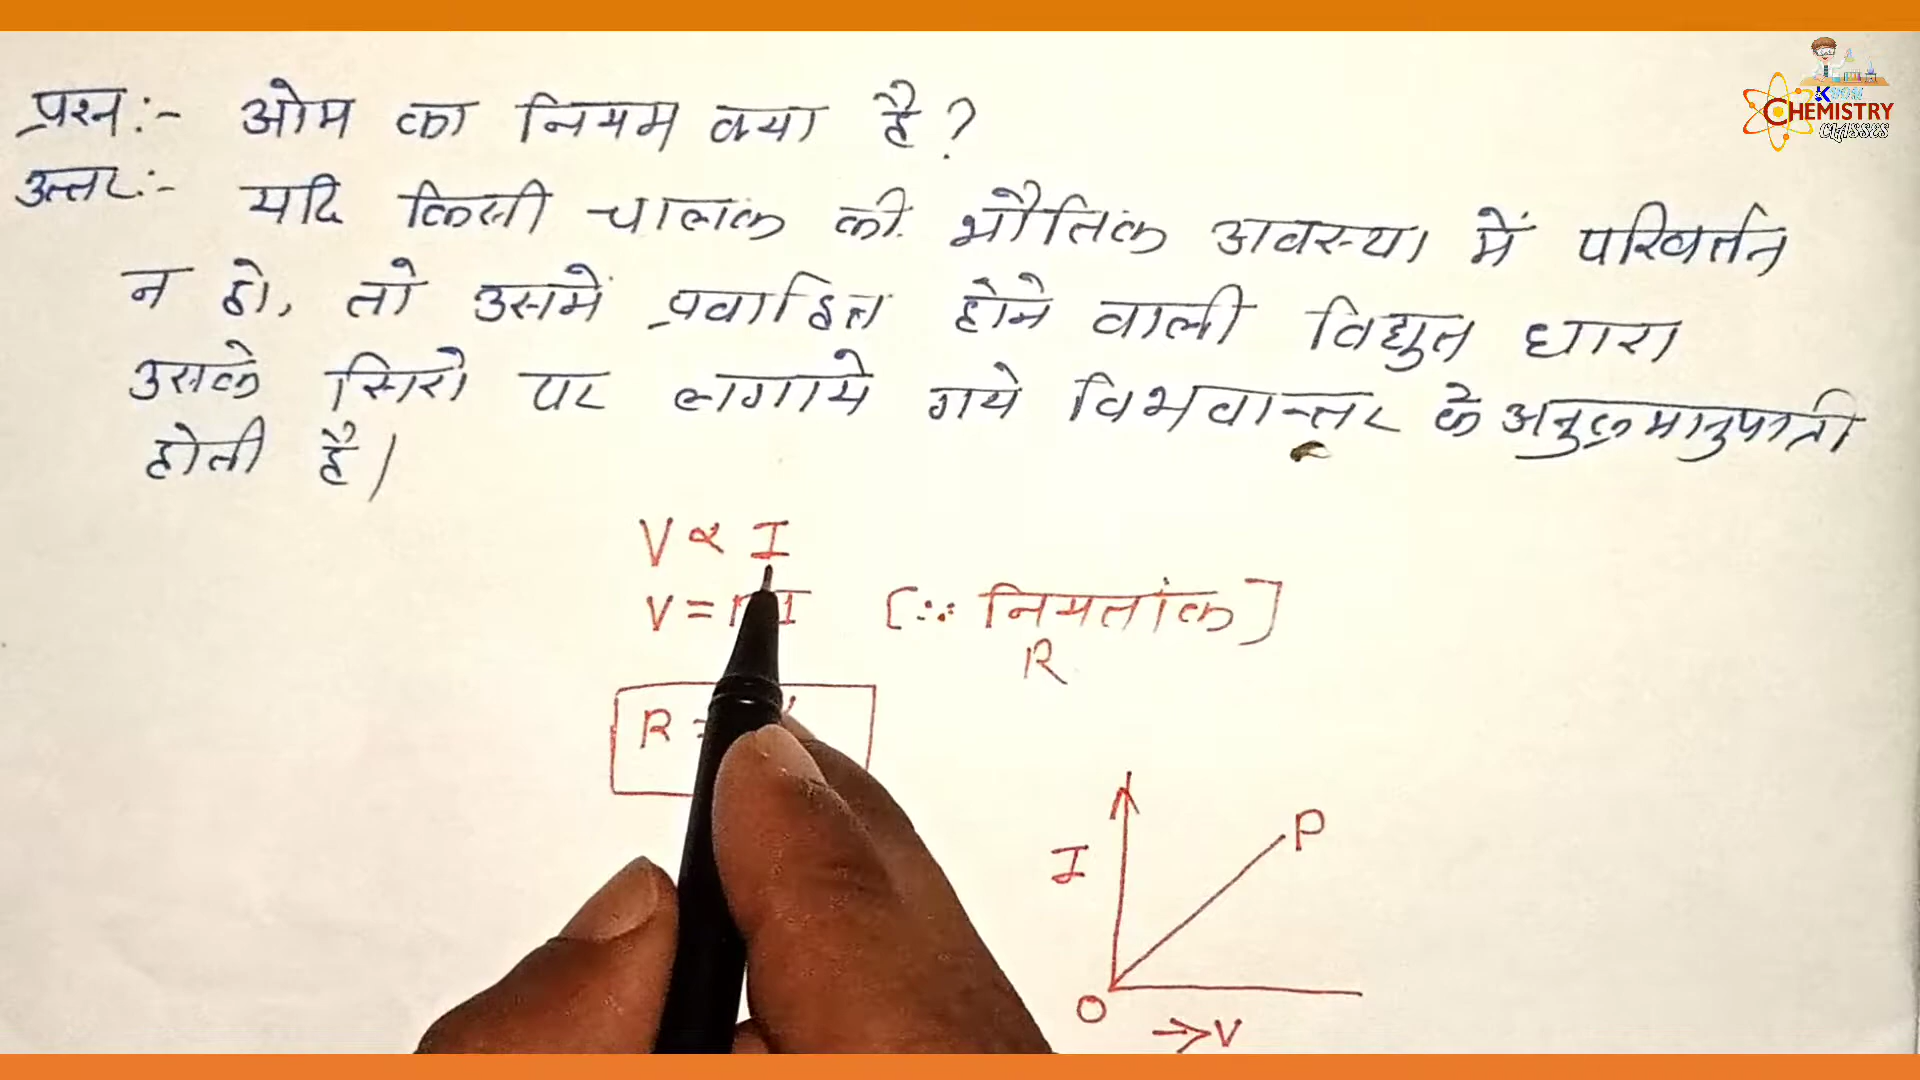 प्रश्न:- ओम का नियम क्या है?
उत्तर:- यदि किसी चालक की भौतिक अवस्था में परिवर्तन
न हो, तो उसमें प्रवाहित होने वाली विद्युत धारा
उसके सिरो पर लगाये गये विभवान्तर के अनुक्रमानुपाती
होती है।
V ∝ I
V = I [∵ नियतांक]
R
R =
P
I
O
→V
KNOW
CHEMISTRY
CLASSES